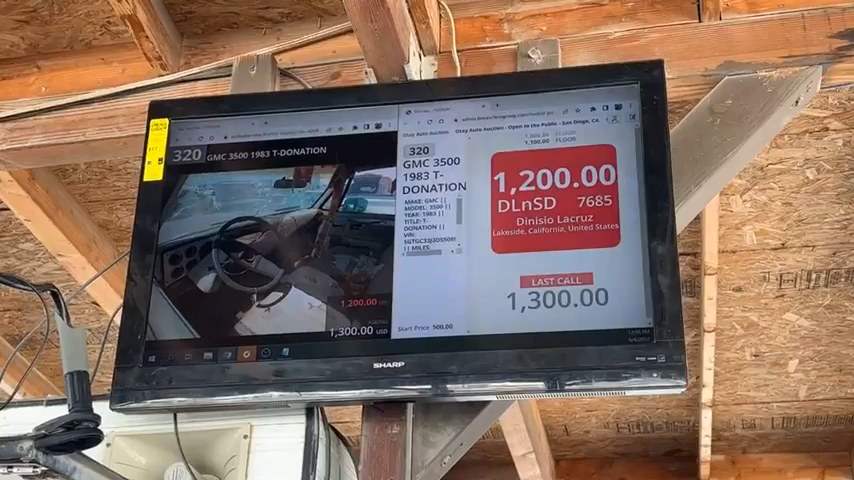 320 GMC 3500 1983 T-DONATION
1,200.00
1,300.00 USD
Otay Auto Auction
Otay Auto Auction - Open to the Public - San Diego, CA
320
GMC 3500
1983 T-
DONATION
MAKE: GMC ||
MODEL: 3500 ||
YEAR: 1983 ||
TITLE: T-
DONATION ||
VIN:
|| MILES:
Start Price: 500.00
1,100.00 FLOOR
1,200.00
DLnSD 7685
Dinisio Lacruz
Lakeside, California, United States
LAST CALL
1,300.00
SHARP